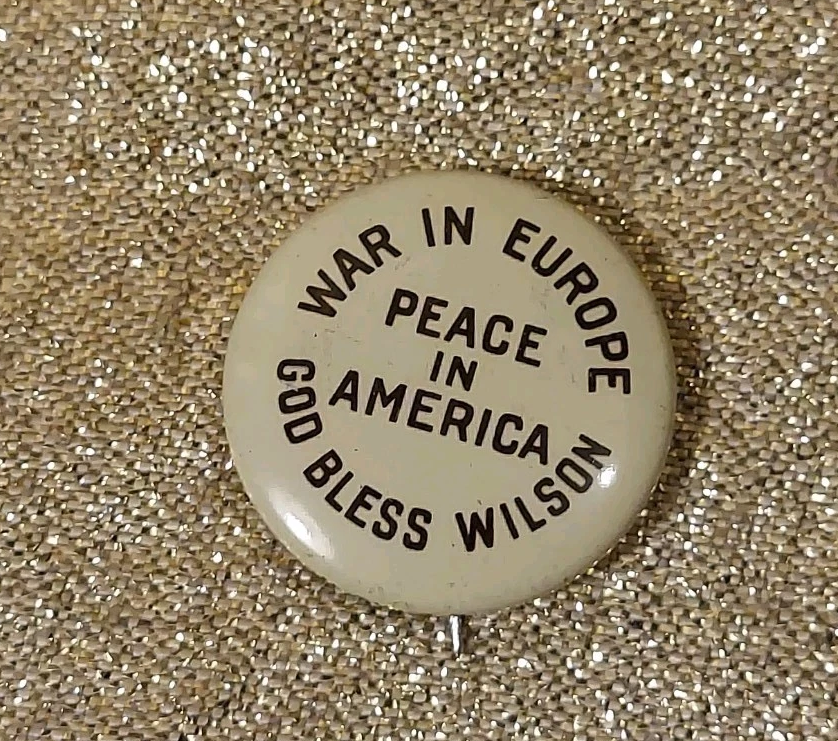 WAR IN EUROPE
PEACE
IN
AMERICA
GOD BLESS WILSON